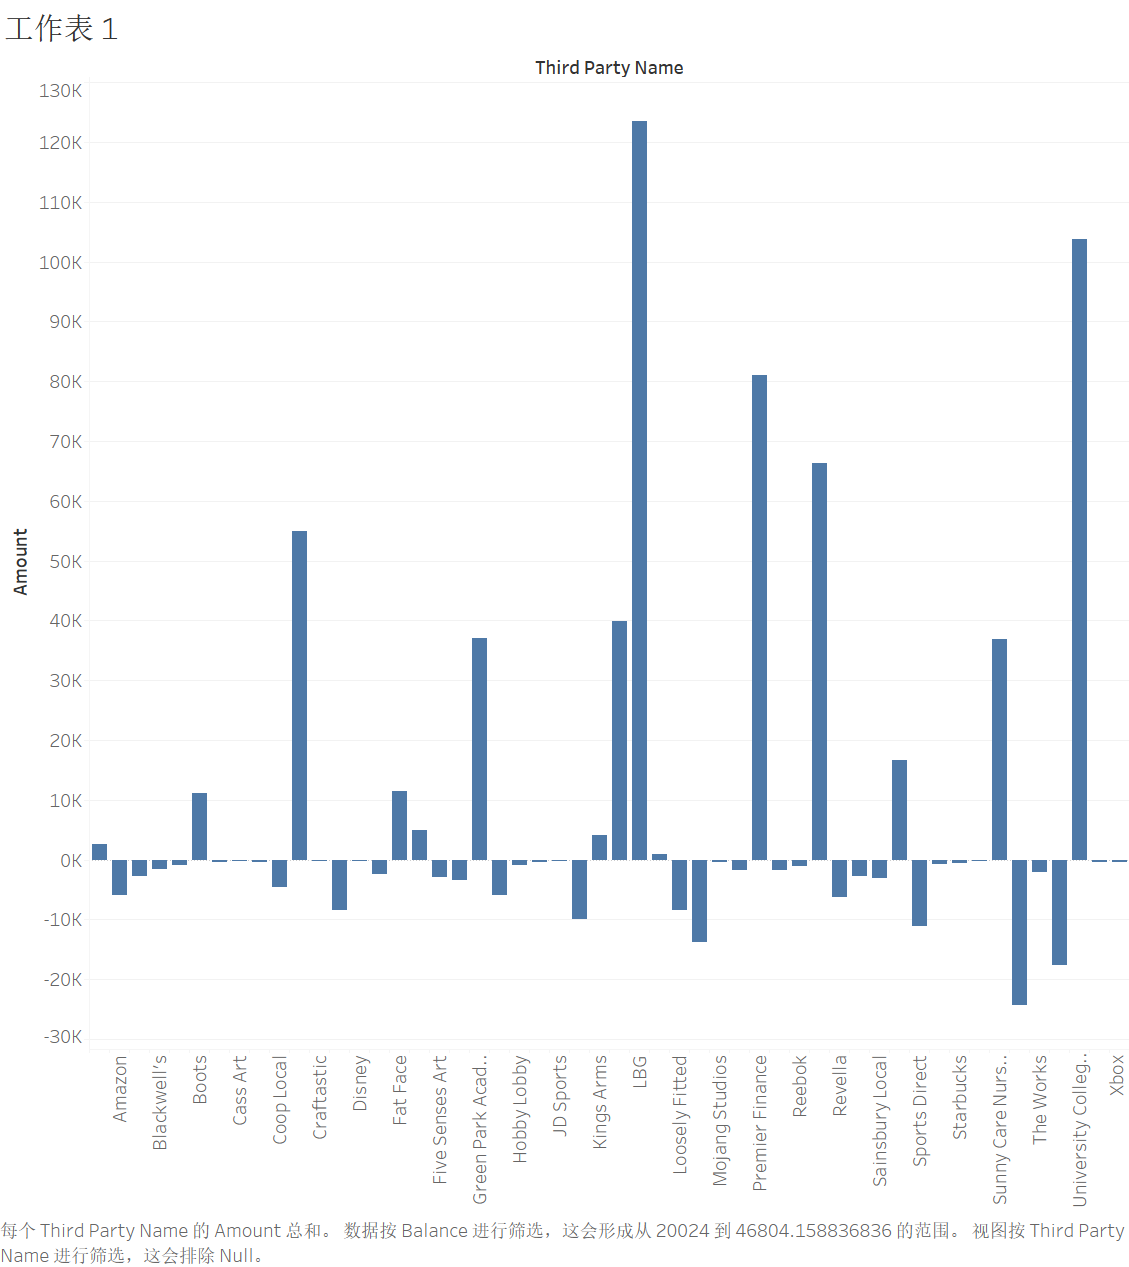 工作表 1
Third Party Name
130K
120K
110K
100K
90K
80K
70K
60K
50K
40K
30K
20K
10K
0K
-10K
-20K
-30K
Amount
Amazon
Blackwell's
Boots
Cass Art
Coop Local
Craftastic
Disney
Fat Face
Five Senses Art
Green Park Acad..
Hobby Lobby
JD Sports
Kings Arms
LBG
Loosely Fitted
Mojang Studios
Premier Finance
Reebok
Revella
Sainsbury Local
Sports Direct
Starbucks
Sunny Care Nurs..
The Works
University Colleg..
Xbox
每个 Third Party Name 的 Amount 总和。 数据按 Balance 进行筛选，这会形成从 20024 到 46804.158836836 的范围。 视图按 Third Party
Name 进行筛选，这会排除 Null。